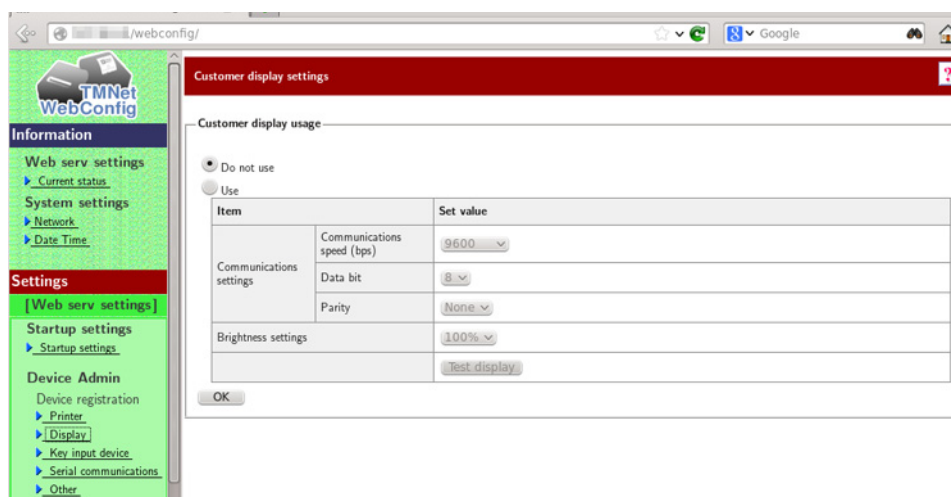 /webconfig/
Google
TMNet
WebConfig
Information
Web serv settings
Current status
System settings
Network
Date Time
Settings
[Web serv settings]
Startup settings
Startup settings
Device Admin
Device registration
Printer
Display
Key input device
Serial communications
Other
Customer display settings
?
Customer display usage
Do not use
Use
Item Set value
Communications settings
Communications speed (bps) 9600
Data bit 8
Parity None
Brightness settings 100%
Test display
OK